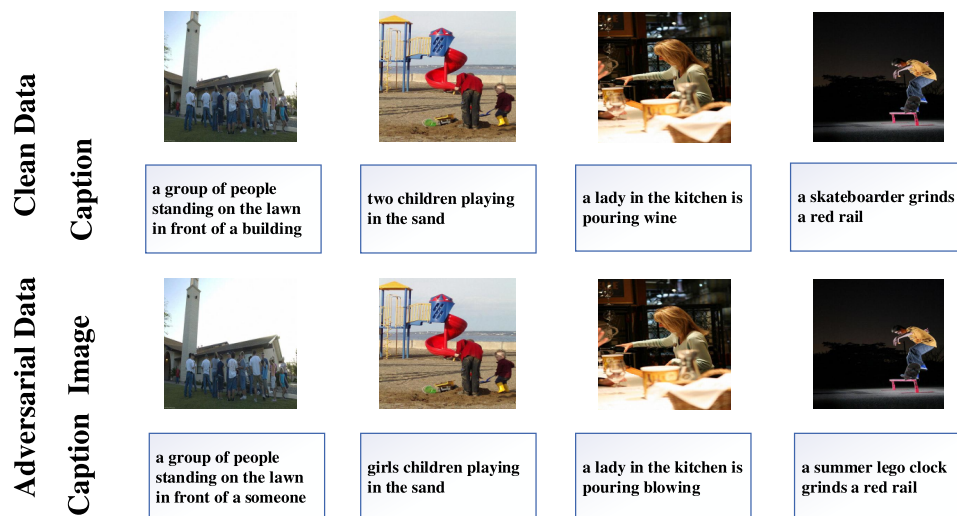 Clean Data
Caption
a group of people
standing on the lawn
in front of a building
two children playing
in the sand
a lady in the kitchen is
pouring wine
a skateboarder grinds
a red rail
Adversarial Data
Caption Image
a group of people
standing on the lawn
in front of a someone
girls children playing
in the sand
a lady in the kitchen is
pouring blowing
a summer lego clock
grinds a red rail